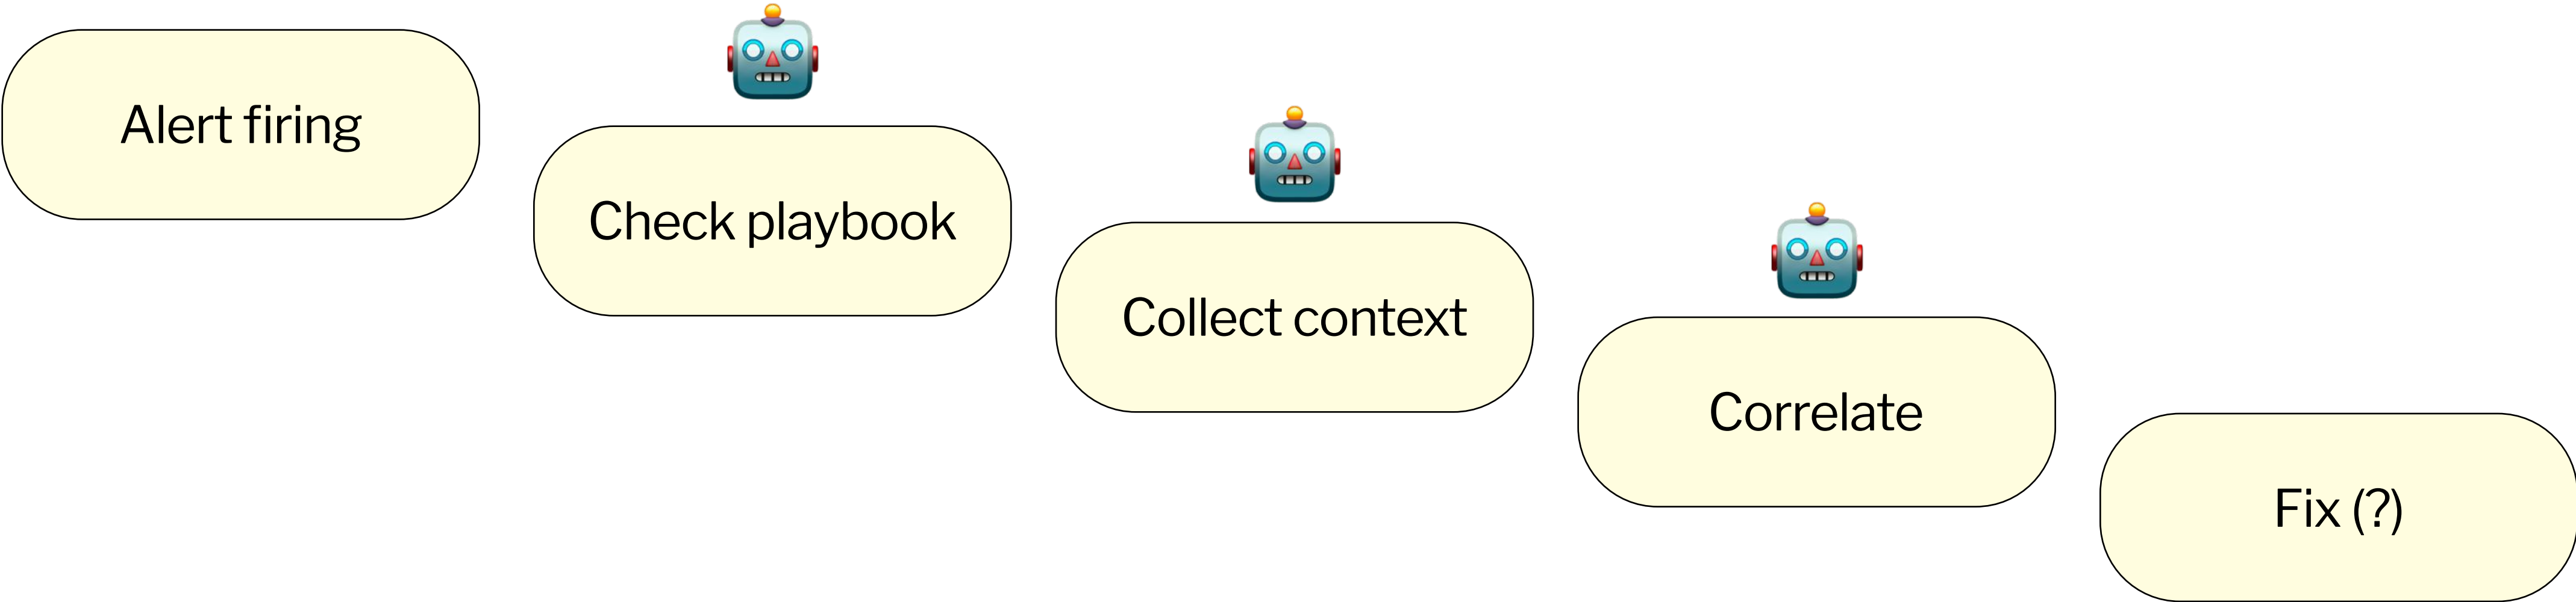 Alert firing
Check playbook
Collect context
Correlate
Fix (?)